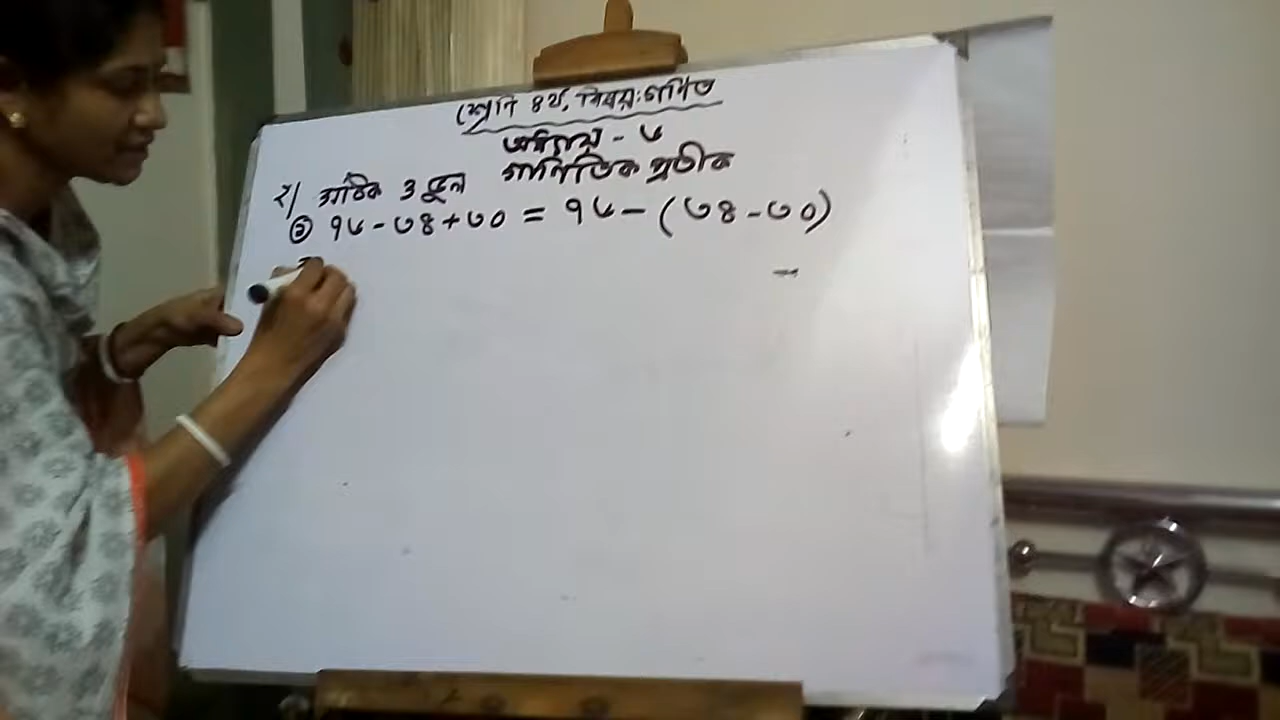 শ্রেণি ৪র্থ, বিষয়: গণিত
অধ্যায় - ৬
গাণিতিক প্রতীক
২। সঠিক ও ভুল
৭৬ - ৩৪ + ৩০ = ৭৬ - (৩৪ - ৩০)